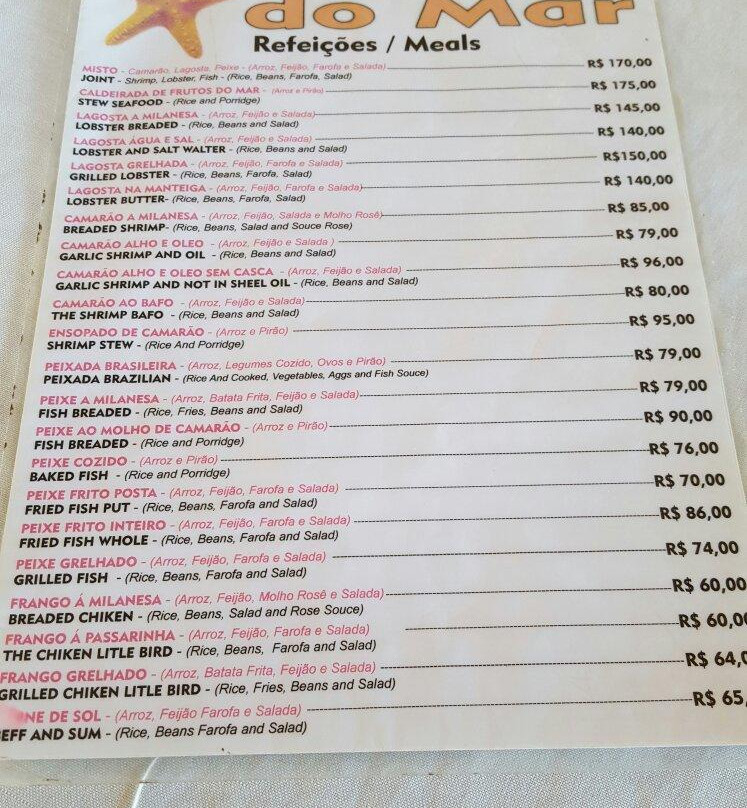 do Mar
Refeições / Meals
MISTO - Camarão, Lagosta, Peixe - (Arroz, Feijão, Farofa e Salada) R$ 170,00
JOINT - Shrimp, Lobster, Fish - (Rice, Beans, Farofa, Salad)
CALDEIRADA DE FRUTOS DO MAR - (Arroz e Pirão) R$ 175,00
STEW SEAFOOD - (Rice and Porridge)
LAGOSTA A MILANESA - (Arroz, Feijão e Salada) R$ 145,00
LOBSTER BREADED - (Rice, Beans and Salad)
LAGOSTA ÁGUA E SAL - (Arroz, Feijão e Salada) R$ 140,00
LOBSTER AND SALT WALTER - (Rice, Beans and Salad)
LAGOSTA GRELHADA - (Arroz, Feijão, Farofa e Salada) R$150,00
GRILLED LOBSTER - (Rice, Beans, Farofa, Salad)
LAGOSTA NA MANTEIGA - (Arroz, Feijão, Farofa e Salada) R$ 140,00
LOBSTER BUTTER- (Rice, Beans, Farofa, Salad)
CAMARÃO A MILANESA - (Arroz, Feijão, Salada e Molho Rosê) R$ 85,00
BREADED SHRIMP- (Rice, Beans, Salad and Souce Rose)
CAMARÃO ALHO E OLEO - (Arroz, Feijão e Salada ) R$ 79,00
GARLIC SHRIMP AND OIL - (Rice, Beans and Salad)
CAMARÃO ALHO E OLEO SEM CASCA - (Arroz, Feijão e Salada) R$ 96,00
GARLIC SHRIMP AND NOT IN SHEEL OIL - (Rice, Beans and Salad)
CAMARÃO AO BAFO - (Arroz, Feijão e Salada) R$ 80,00
THE SHRIMP BAFO - (Rice, Beans and Salad)
ENSOPADO DE CAMARÃO - (Arroz e Pirão) R$ 95,00
SHRIMP STEW - (Rice And Porridge)
PEIXADA BRASILEIRA - (Arroz, Legumes Cozido, Ovos e Pirão) R$ 79,00
PEIXADA BRAZILIAN - (Rice And Cooked, Vegetables, Aggs and Fish Souce)
PEIXE A MILANESA - (Arroz, Batata Frita, Feijão e Salada) R$ 79,00
FISH BREADED - (Rice, Fries, Beans and Salad)
PEIXE AO MOLHO DE CAMARÃO - (Arroz e Pirão) R$ 90,00
FISH BREADED - (Rice and Porridge)
PEIXE COZIDO - (Arroz e Pirão) R$ 76,00
BAKED FISH - (Rice and Porridge)
PEIXE FRITO POSTA - (Arroz, Feijão, Farofa e Salada) R$ 70,00
FRIED FISH PUT - (Rice, Beans, Farofa and Salad)
PEIXE FRITO INTEIRO - (Arroz, Feijão, Farofa e Salada) R$ 86,00
FRIED FISH WHOLE - (Rice, Beans, Farofa and Salad)
PEIXE GRELHADO - (Arroz, Feijão, Farofa e Salada) R$ 74,00
GRILLED FISH - (Rice, Beans, Farofa and Salad)
FRANGO Á MILANESA - (Arroz, Feijão, Molho Rosê e Salada) R$ 60,00
BREADED CHIKEN - (Rice, Beans, Salad and Rose Souce)
FRANGO Á PASSARINHA - (Arroz, Feijão, Farofa e Salada) R$ 60,00
THE CHIKEN LITLE BIRD - (Rice, Beans, Farofa and Salad)
FRANGO GRELHADO - (Arroz, Batata Frita, Feijão e Salada) R$ 64,0
GRILLED CHIKEN LITLE BIRD - (Rice, Fries, Beans and Salad)
NE DE SOL - (Arroz, Feijão Farofa e Salada) R$ 65,
EFF AND SUM - (Rice, Beans Farofa and Salad)